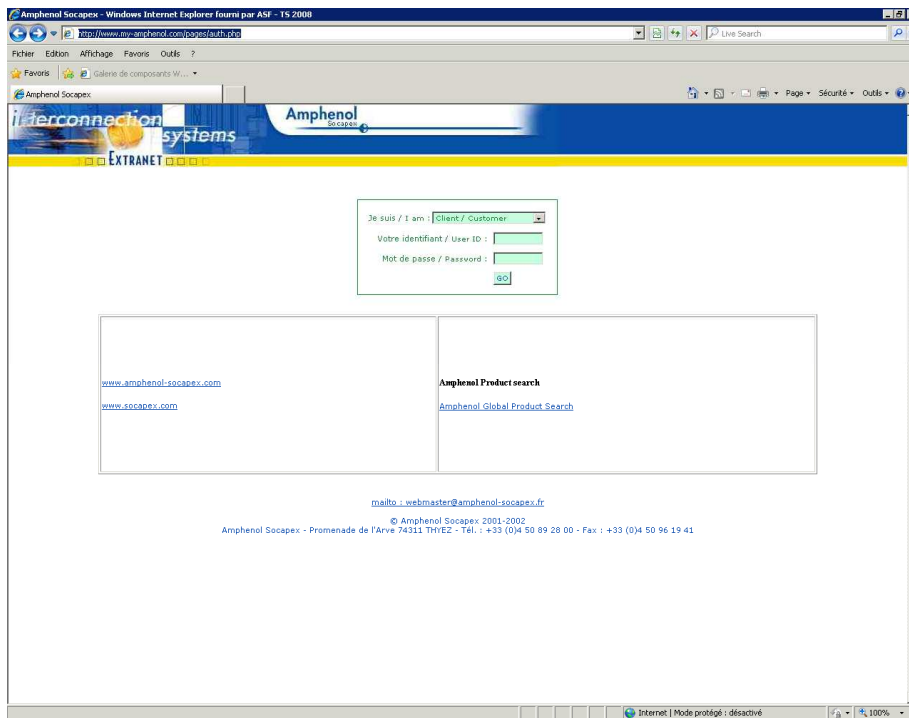 Amphenol Socapex - Windows Internet Explorer fourni par ASF - TS 2008
http://www.my-amphenol.com/pages/auth.php
Live Search
Fichier Edition Affichage Favoris Outils ?
Favoris Galerie de composants W...
Amphenol Socapex
Page Sécurité Outils
interconnection
systems
Amphenol
Socapex
EXTRANET
Je suis / I am : Client / Customer
Votre identifiant / User ID :
Mot de passe / Password :
GO
www.amphenol-socapex.com
www.socapex.com
Amphenol Product search
Amphenol Global Product Search
mailto : webmaster@amphenol-socapex.fr
© Amphenol Socapex 2001-2002
Amphenol Socapex - Promenade de l'Arve 74311 THYEZ - Tél. : +33 (0)4 50 89 28 00 - Fax : +33 (0)4 50 96 19 41
Internet | Mode protégé : désactivé
100%